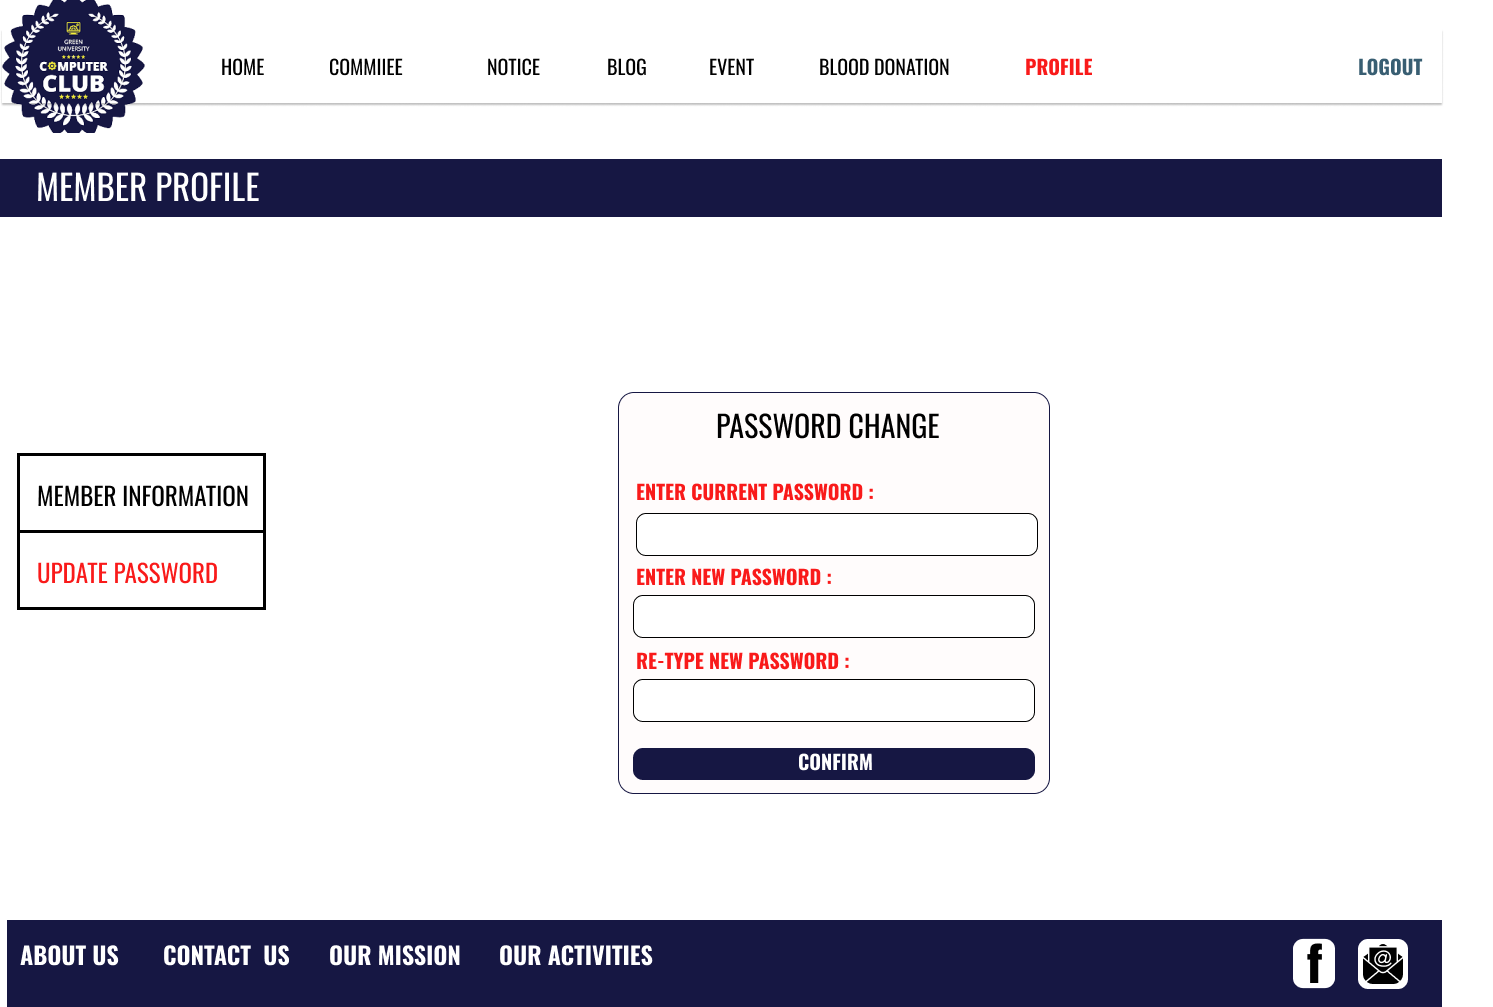 GREEN
UNIVERSITY
COMPUTER
CLUB
HOME COMMIIEE NOTICE BLOG EVENT BLOOD DONATION PROFILE LOGOUT
MEMBER PROFILE
MEMBER INFORMATION
UPDATE PASSWORD
PASSWORD CHANGE
ENTER CURRENT PASSWORD :
ENTER NEW PASSWORD :
RE-TYPE NEW PASSWORD :
CONFIRM
ABOUT US CONTACT US OUR MISSION OUR ACTIVITIES
f @